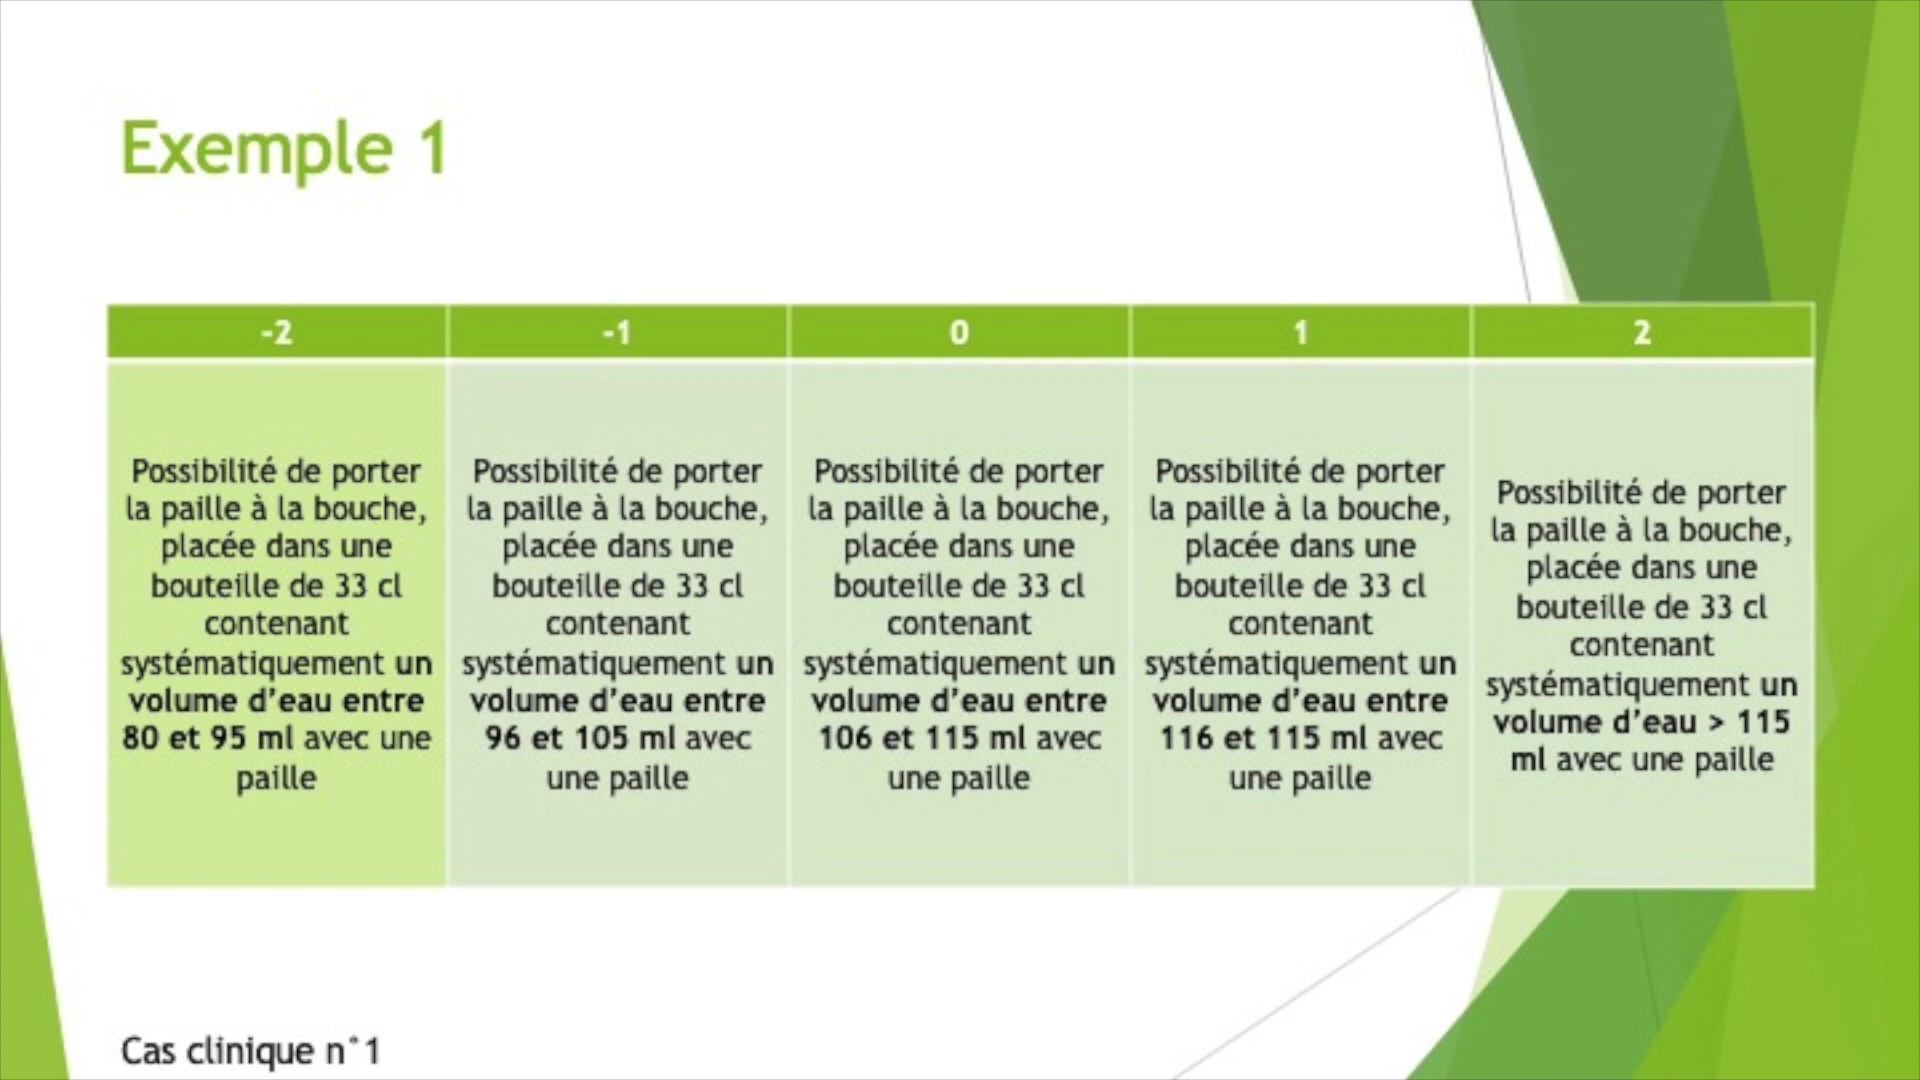 Exemple 1
-2
-1
0
1
2
Possibilité de porter
la paille à la bouche,
placée dans une
bouteille de 33 cl
contenant
systématiquement un
volume d'eau entre
80 et 95 ml avec une
paille
Possibilité de porter
la paille à la bouche,
placée dans une
bouteille de 33 cl
contenant
systématiquement un
volume d'eau entre
96 et 105 ml avec
une paille
Possibilité de porter
la paille à la bouche,
placée dans une
bouteille de 33 cl
contenant
systématiquement un
volume d'eau entre
106 et 115 ml avec
une paille
Possibilité de porter
la paille à la bouche,
placée dans une
bouteille de 33 cl
contenant
systématiquement un
volume d'eau entre
116 et 115 ml avec
une paille
Possibilité de porter
la paille à la bouche,
placée dans une
bouteille de 33 cl
contenant
systématiquement un
volume d'eau > 115
ml avec une paille
Cas clinique n°1